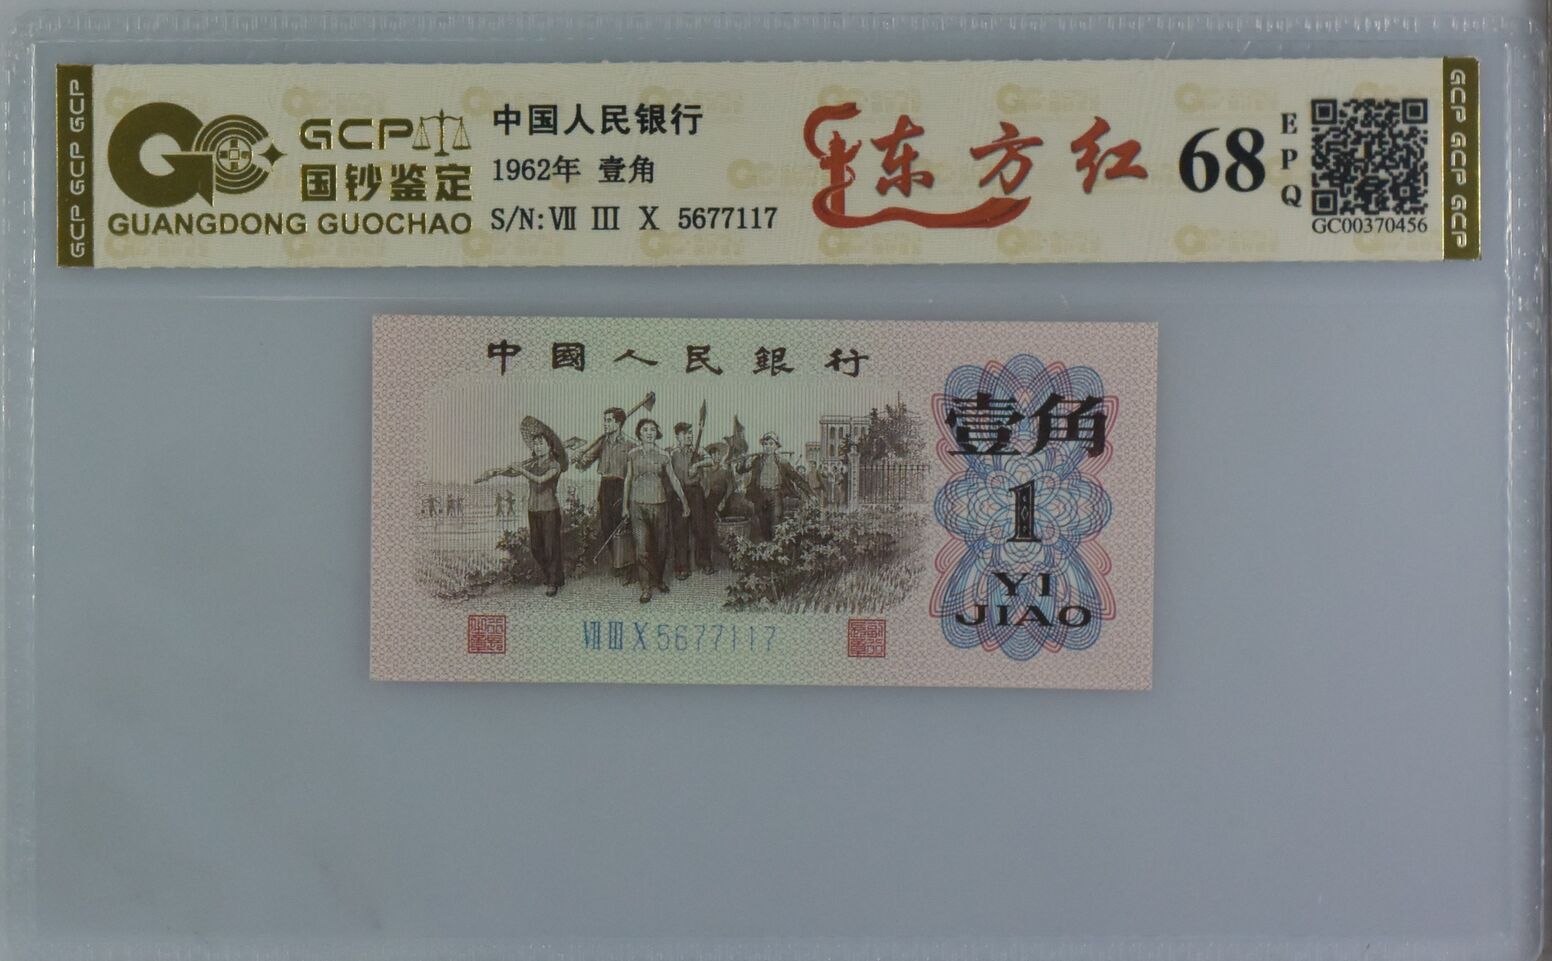 GCP GCP GCP
GCP
国钞鉴定
GUANGDONG GUOCHAO
中国人民银行
1962年 壹角
S/N: Ⅶ Ⅲ Ⅹ 5677117
东方红
68
EPQ
GC00370456
GCP GCP GCP
中國人民銀行
壹角
1
YI
JIAO
Ⅶ Ⅲ Ⅹ 5677117